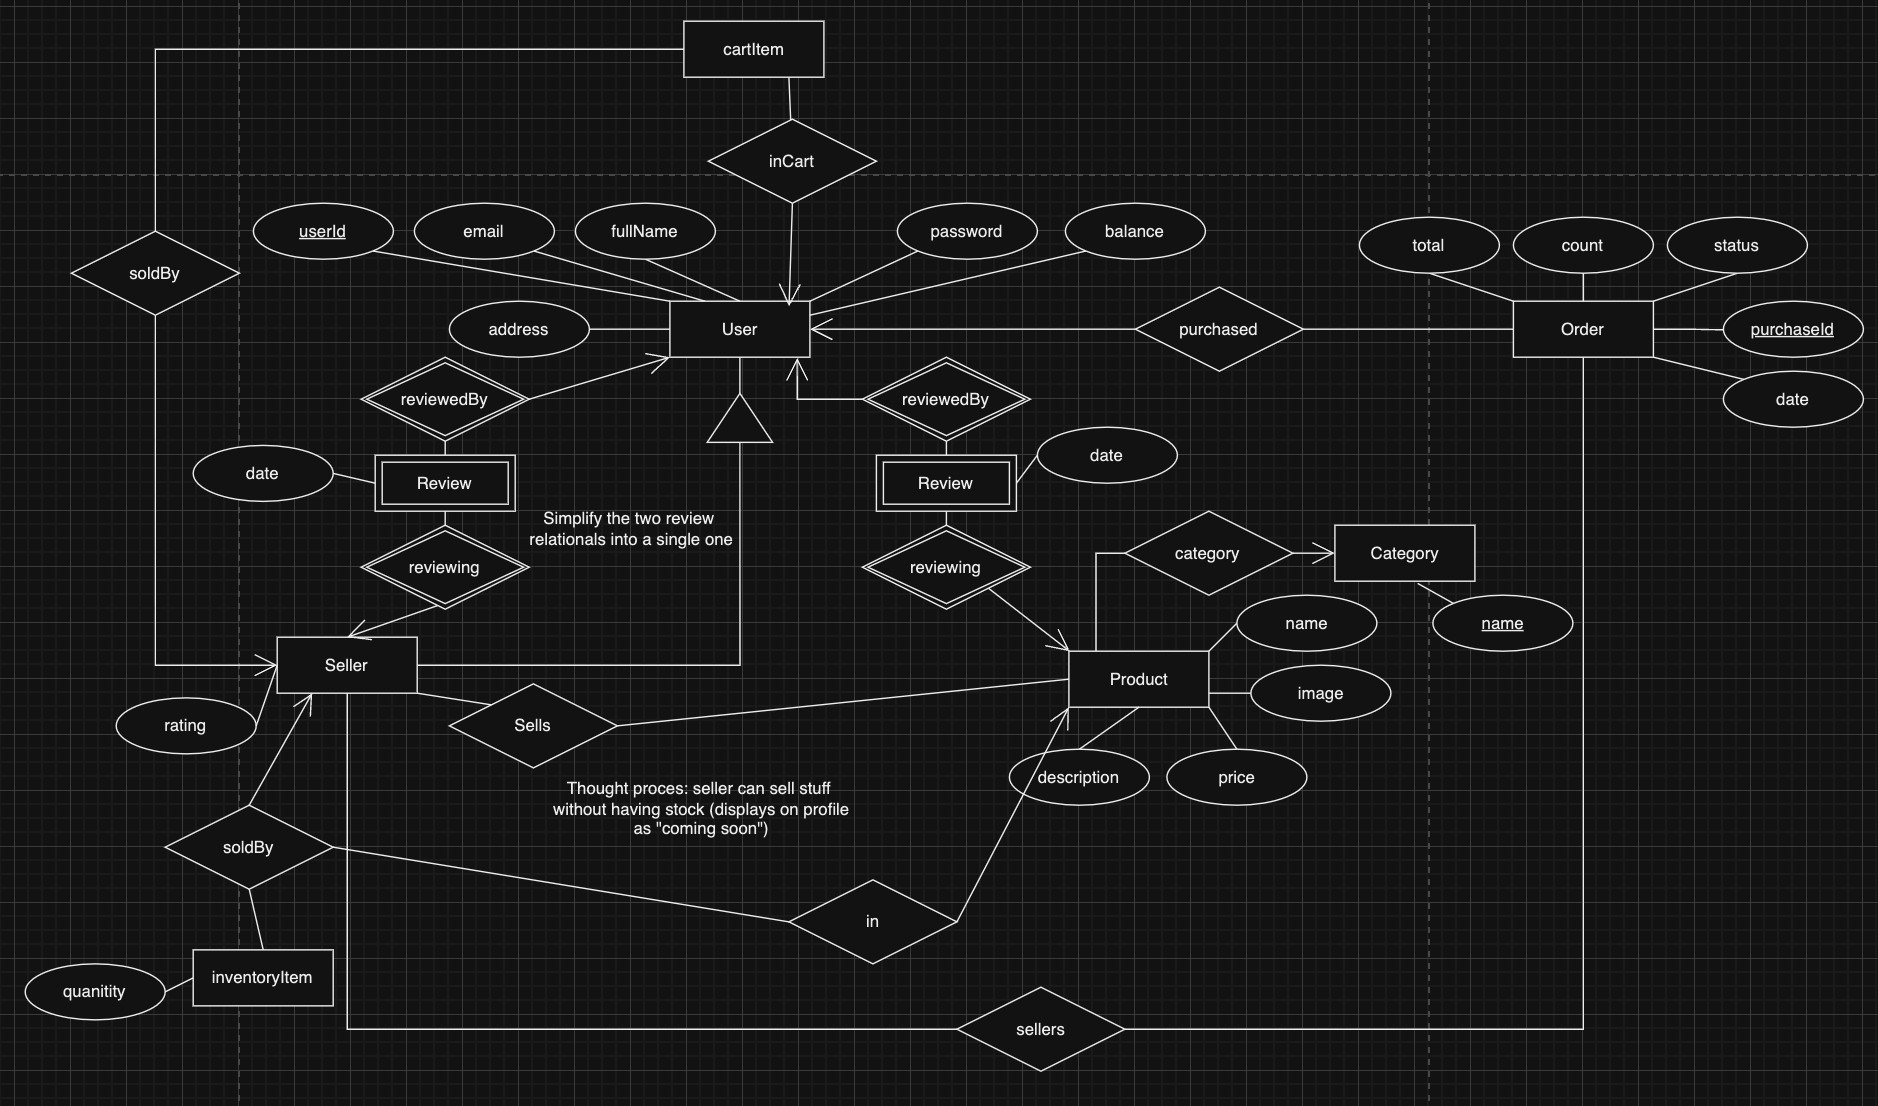 cartItem
inCart
userId
email
fullName
password
balance
total
count
status
soldBy
address
User
purchased
Order
purchaseId
reviewedBy
reviewedBy
date
date
Review
Review
date
Simplify the two review
relationals into a single one
reviewing
reviewing
category
Category
name
name
Seller
Product
image
rating
Sells
description
price
Thought proces: seller can sell stuff
without having stock (displays on profile
as "coming soon")
soldBy
in
inventoryItem
quanitity
sellers